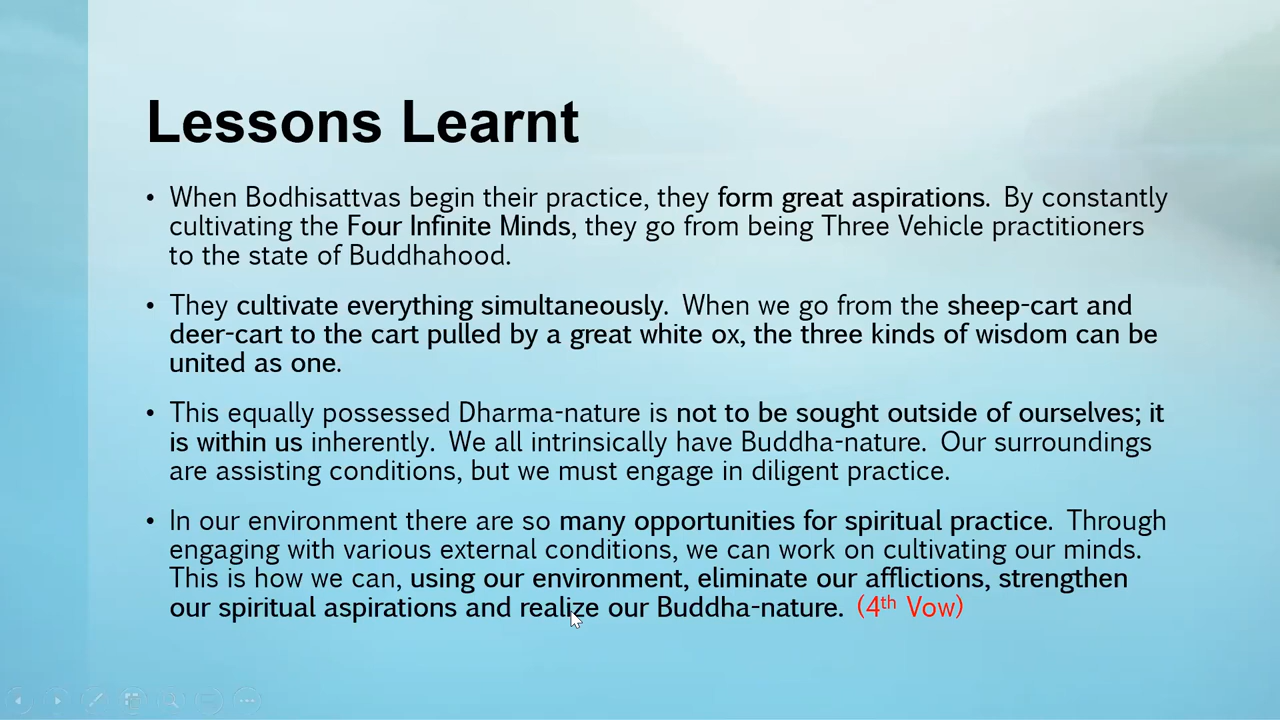 Lessons Learnt
• When Bodhisattvas begin their practice, they form great aspirations. By constantly
cultivating the Four Infinite Minds, they go from being Three Vehicle practitioners
to the state of Buddhahood.
• They cultivate everything simultaneously. When we go from the sheep-cart and
deer-cart to the cart pulled by a great white ox, the three kinds of wisdom can be
united as one.
• This equally possessed Dharma-nature is not to be sought outside of ourselves; it
is within us inherently. We all intrinsically have Buddha-nature. Our surroundings
are assisting conditions, but we must engage in diligent practice.
• In our environment there are so many opportunities for spiritual practice. Through
engaging with various external conditions, we can work on cultivating our minds.
This is how we can, using our environment, eliminate our afflictions, strengthen
our spiritual aspirations and realize our Buddha-nature. (4th Vow)